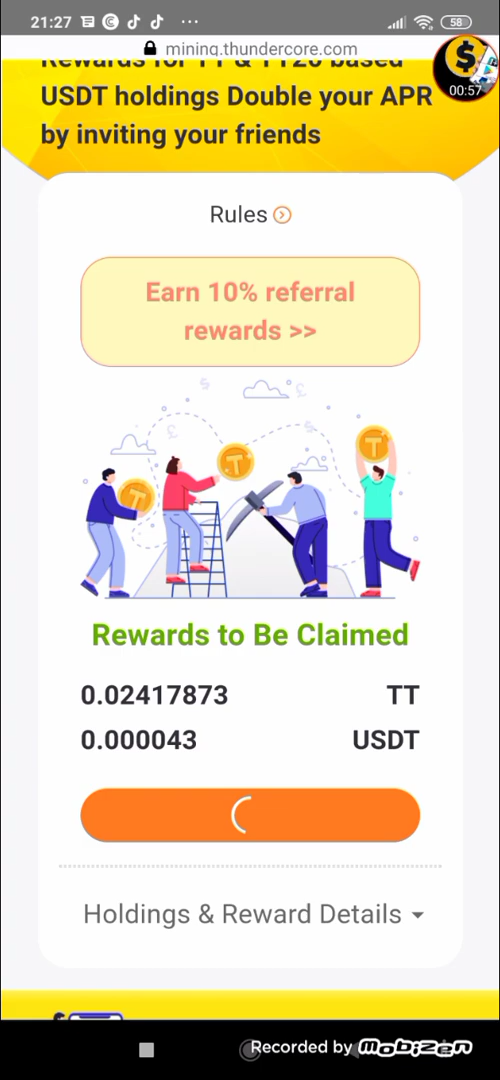 21:27
58
mining.thundercore.com
00:57
Rewards for TT & TT20 based
USDT holdings Double your APR
by inviting your friends
Rules
Earn 10% referral
rewards >>
Rewards to Be Claimed
0.02417873 TT
0.000043 USDT
Holdings & Reward Details
Recorded by mobizen